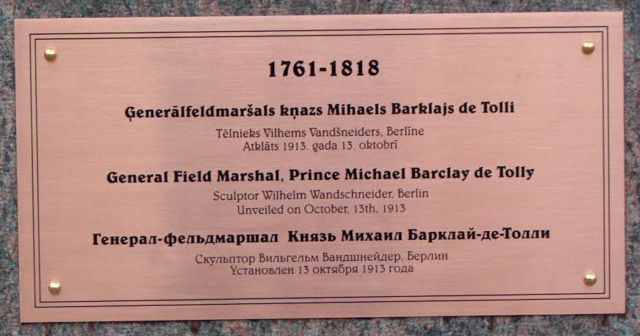 1761-1818
Ģenerālfeldmaršals kņazs Mihaels Barklajs de Tolli
Tēlnieks Vilhems Vandšneiders, Berlīne
Atklāts 1913. gada 13. oktobrī
General Field Marshal, Prince Michael Barclay de Tolly
Sculptor Wilhelm Wandschneider, Berlin
Unveiled on October, 13th, 1913
Генерал-фельдмаршал Князь Михаил Барклай-де-Толли
Скульптор Вильгельм Вандшнейдер, Берлин
Установлен 13 октября 1913 года